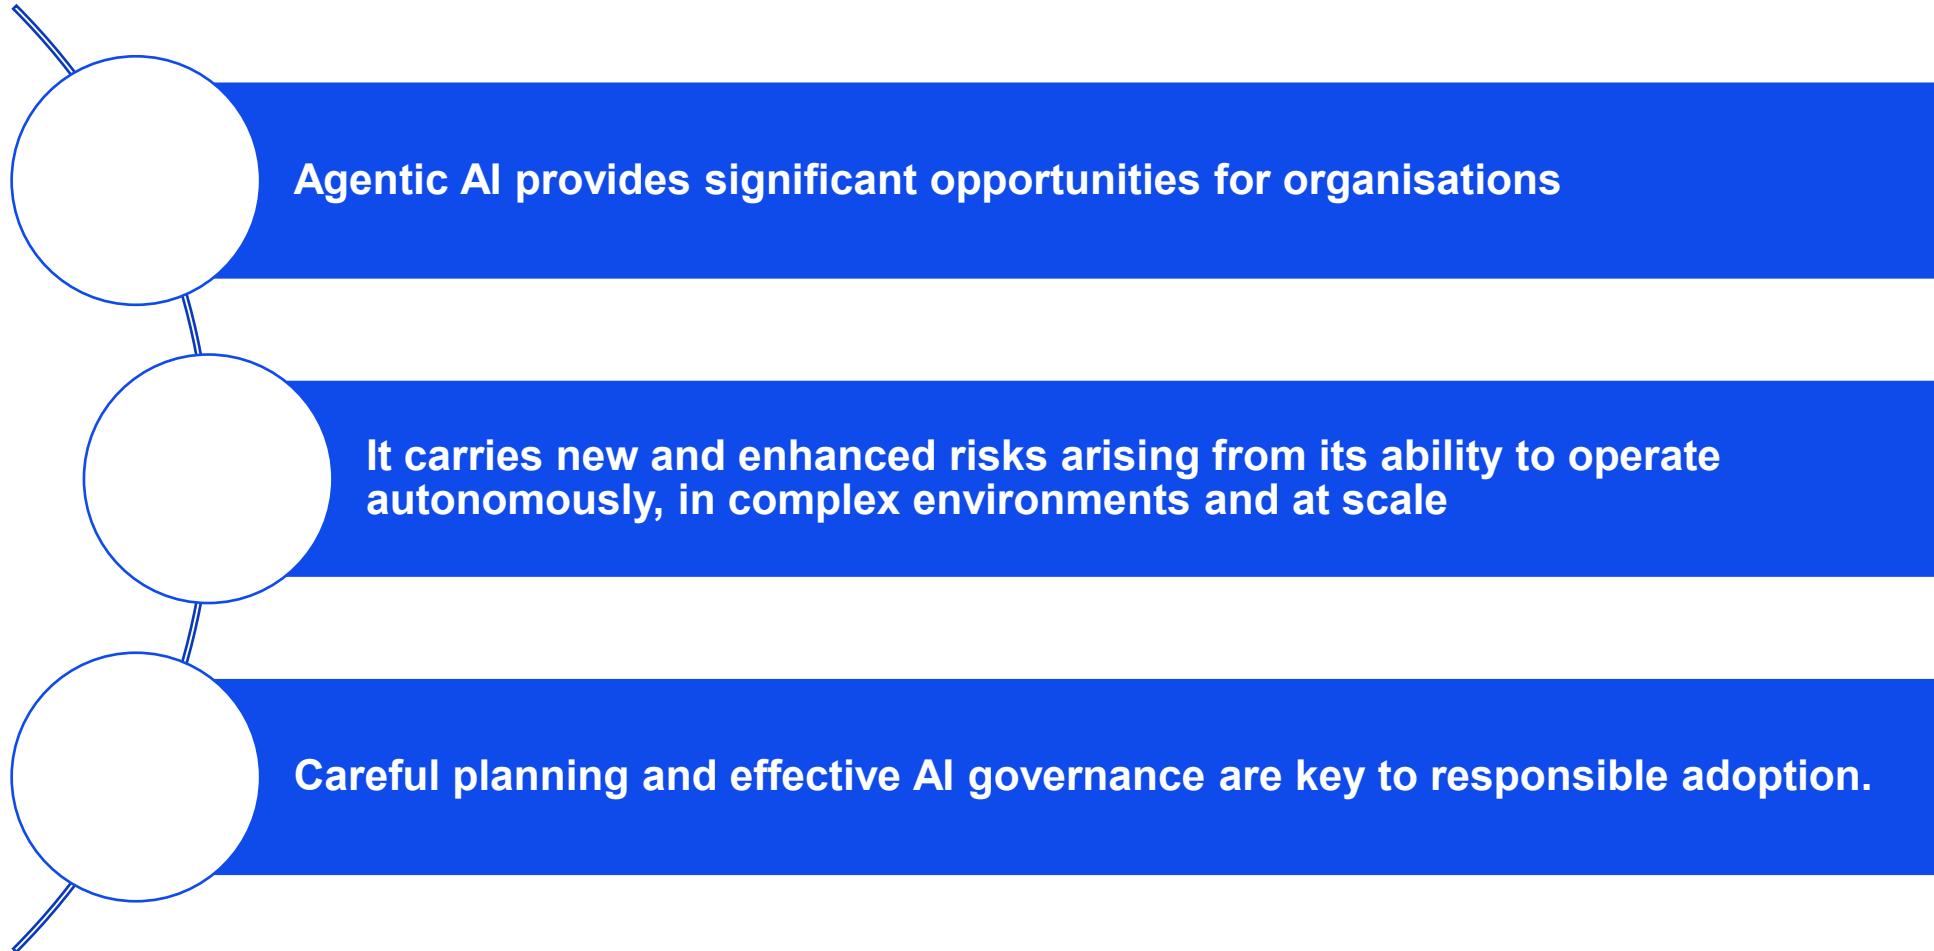 Agentic AI provides significant opportunities for organisations
It carries new and enhanced risks arising from its ability to operate
autonomously, in complex environments and at scale
Careful planning and effective AI governance are key to responsible adoption.